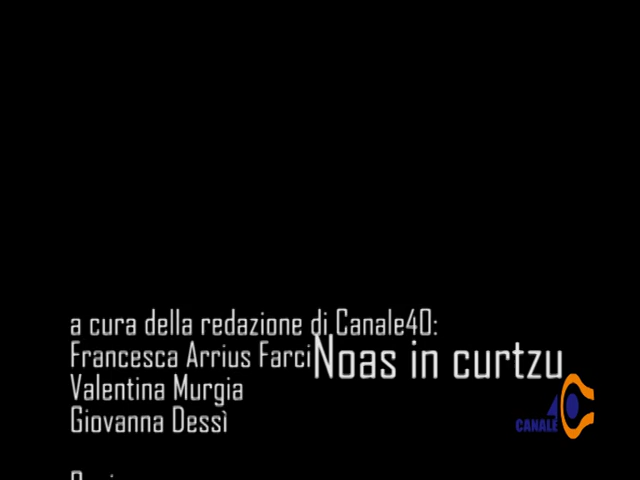 a cura della redazione di Canale40:
Francesca Arrius Farci
Noas in curtzu
Valentina Murgia
Giovanna Dessì
40
CANALE